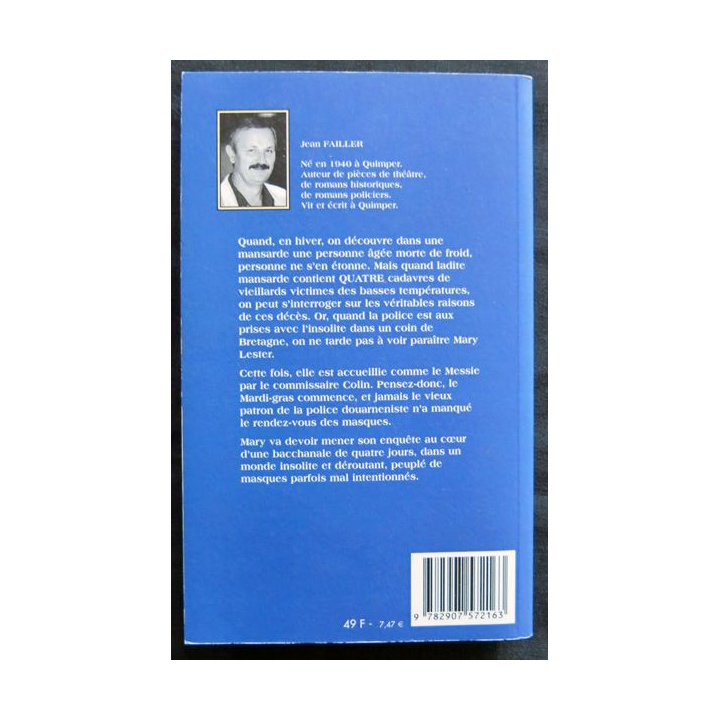 Jean FAILLER
Né en 1940 à Quimper.
Auteur de pièces de théâtre,
de romans historiques,
de romans policiers.
Vit et écrit à Quimper.
Quand, en hiver, on découvre dans une
mansarde une personne âgée morte de froid,
personne ne s'en étonne. Mais quand ladite
mansarde contient QUATRE cadavres de
vieillards victimes des basses températures,
on peut s'interroger sur les véritables raisons
de ces décès. Or, quand la police est aux
prises avec l'insolite dans un coin de
Bretagne, on ne tarde pas à voir paraître Mary
Lester.
Cette fois, elle est accueillie comme le Messie
par le commissaire Colin. Pensez-donc, le
Mardi-gras commence, et jamais le vieux
patron de la police douarneniste n'a manqué
le rendez-vous des masques.
Mary va devoir mener son enquête au cœur
d'une bacchanale de quatre jours, dans un
monde insolite et déroutant, peuplé de
masques parfois mal intentionnés.
49 F - 7,47 €
9 782907 572163